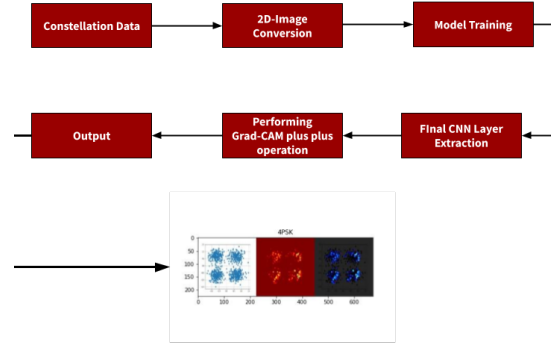 Constellation Data
2D-Image
Conversion
Model Training
Output
Performing
Grad-CAM plus plus
operation
FInal CNN Layer
Extraction
4PSK
0
50
100
150
200
0 100 200 300 400 500 600